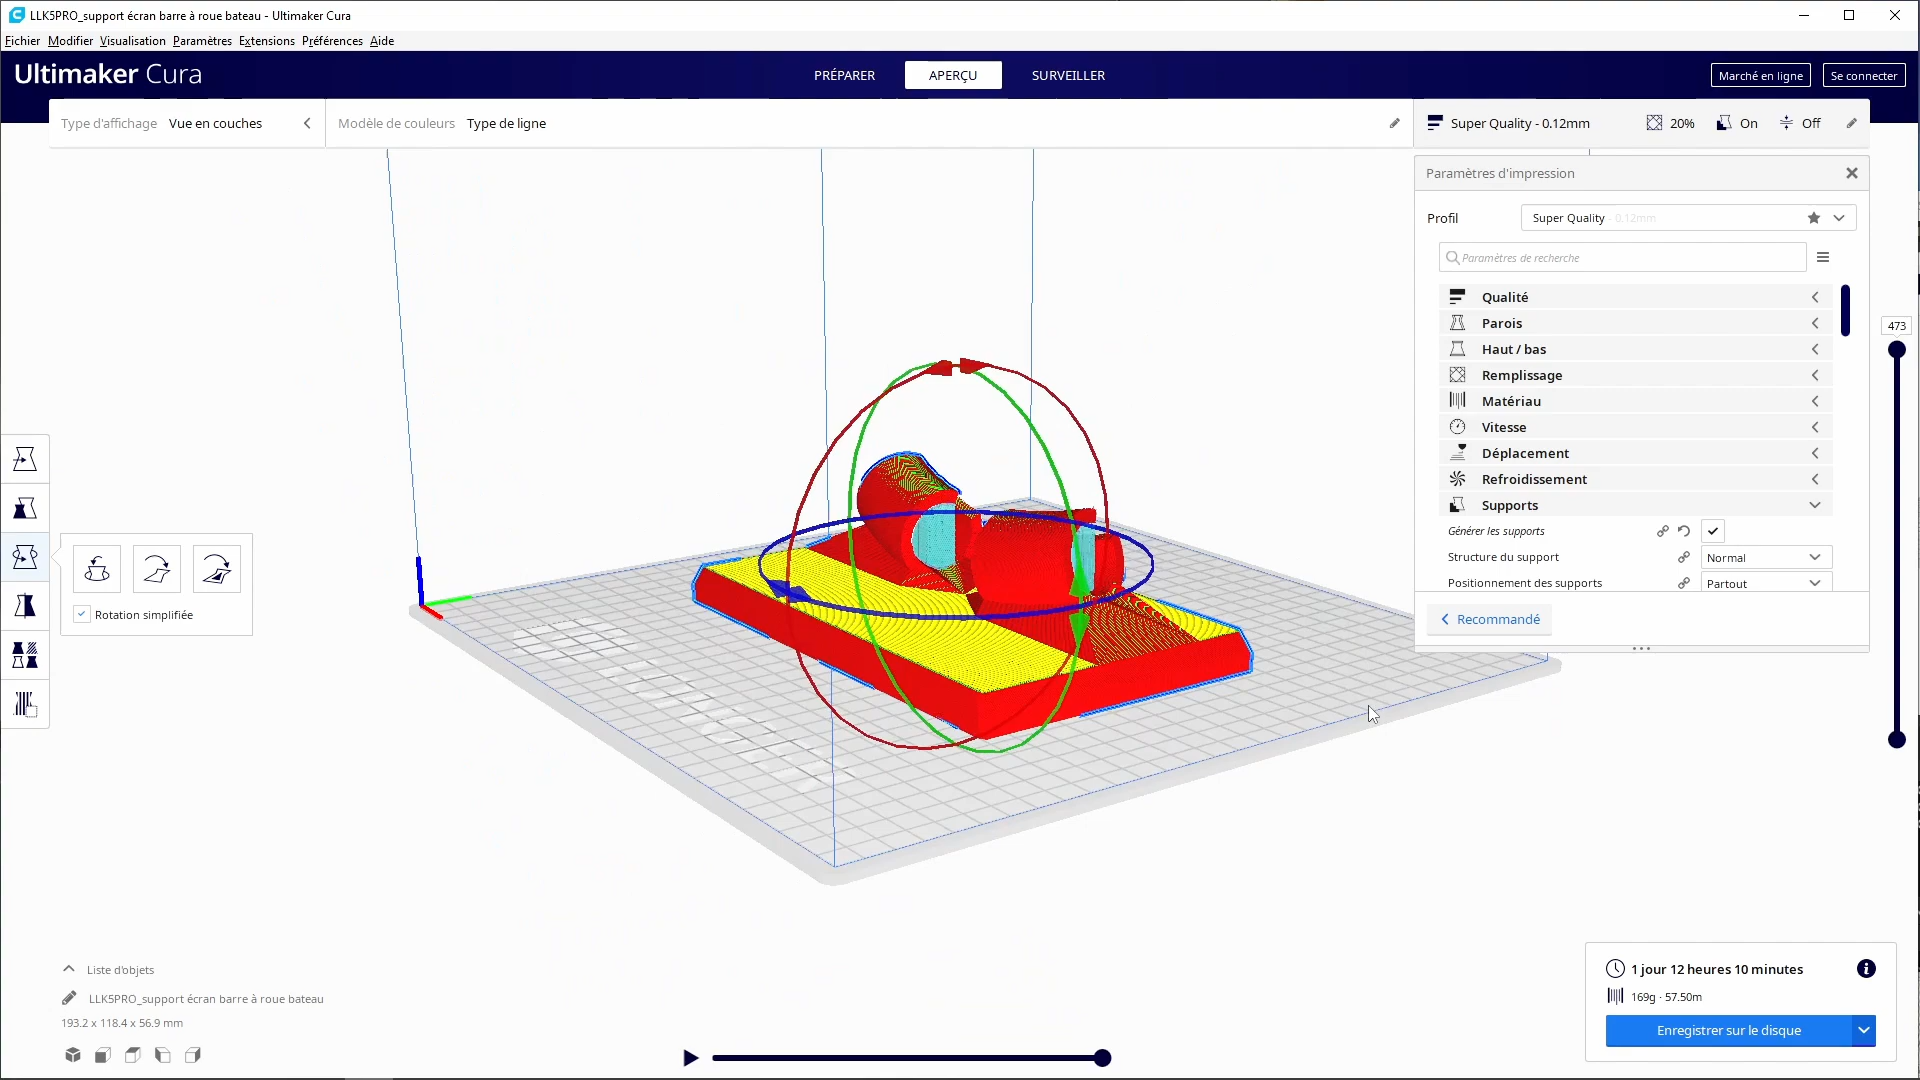 LLK5PRO_support écran barre à roue bateau - Ultimaker Cura
Fichier Modifier Visualisation Paramètres Extensions Préférences Aide
Ultimaker Cura
PRÉPARER
APERÇU
SURVEILLER
Marché en ligne
Se connecter
Type d'affichage Vue en couches
Modèle de couleurs Type de ligne
Super Quality - 0.12mm
20%
On
Off
Paramètres d'impression
Profil
Super Quality - 0.12mm
Paramètres de recherche
Qualité
Parois
Haut / bas
Remplissage
Matériau
Vitesse
Déplacement
Refroidissement
Supports
Générer les supports
Structure du support
Normal
Positionnement des supports
Partout
Recommandé
473
Rotation simplifiée
Liste d'objets
LLK5PRO_support écran barre à roue bateau
193.2 x 118.4 x 56.9 mm
1 jour 12 heures 10 minutes
169g · 57.50m
Enregistrer sur le disque